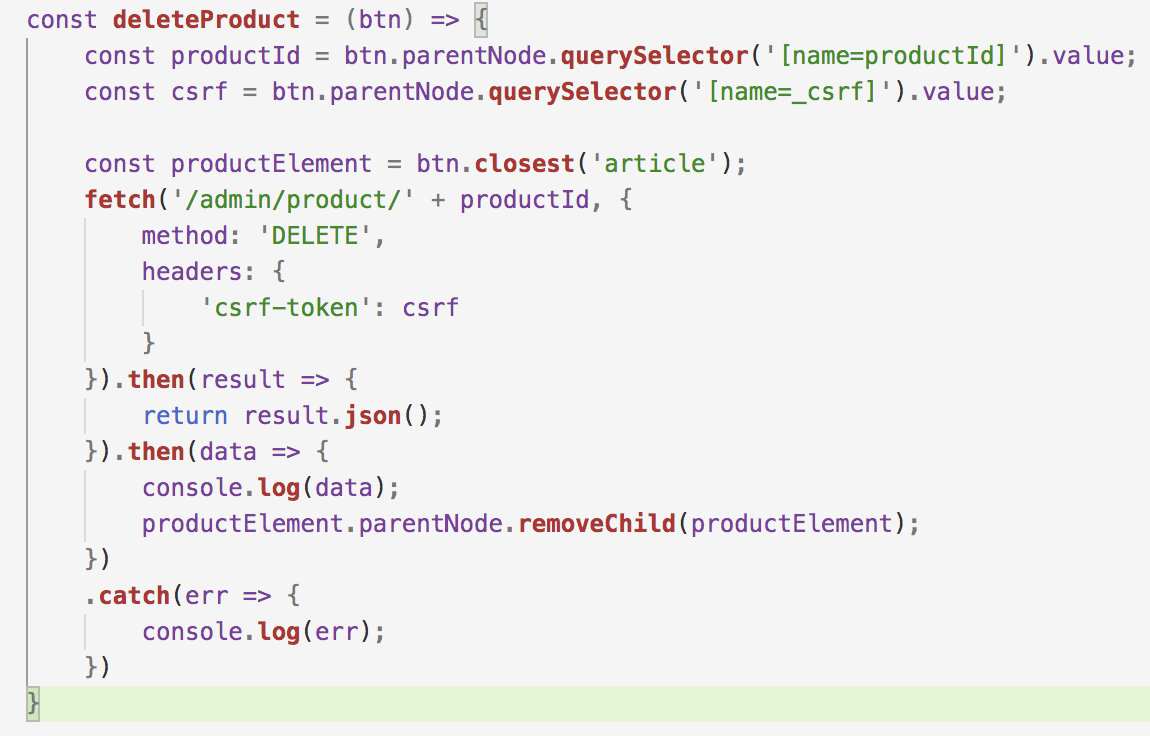 const deleteProduct = (btn) => {
    const productId = btn.parentNode.querySelector('[name=productId]').value;
    const csrf = btn.parentNode.querySelector('[name=_csrf]').value;

    const productElement = btn.closest('article');
    fetch('/admin/product/' + productId, {
        method: 'DELETE',
        headers: {
            'csrf-token': csrf
        }
    }).then(result => {
        return result.json();
    }).then(data => {
        console.log(data);
        productElement.parentNode.removeChild(productElement);
    })
    .catch(err => {
        console.log(err);
    })
}